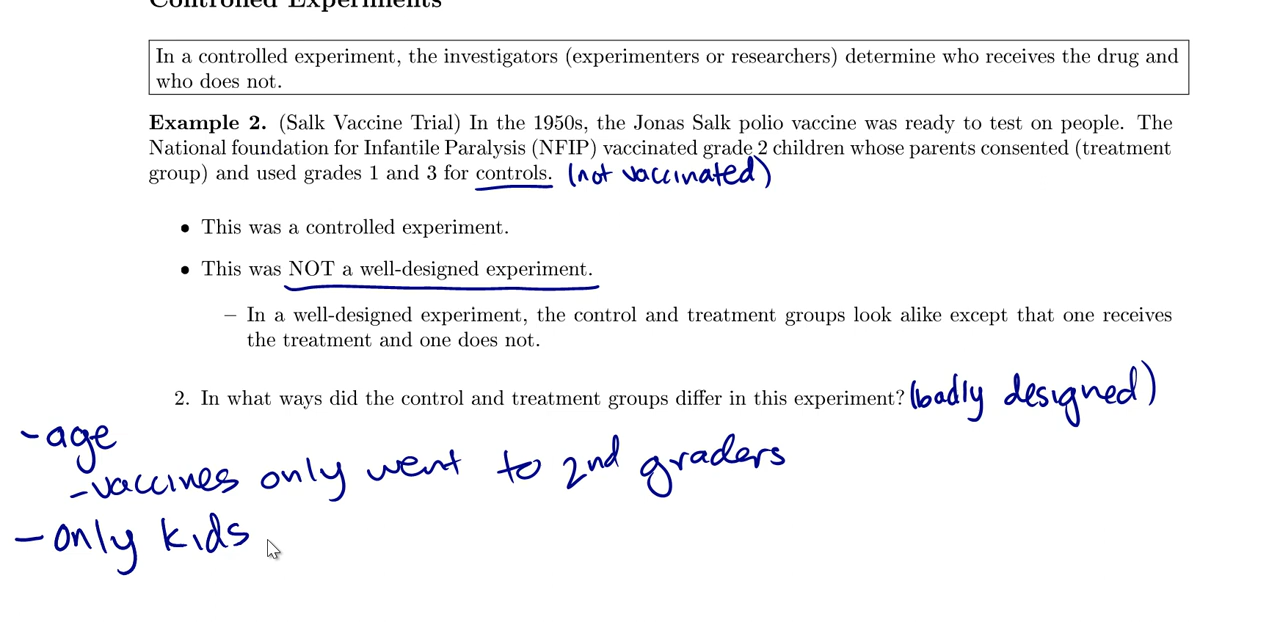 Controlled Experiments
In a controlled experiment, the investigators (experimenters or researchers) determine who receives the drug and
who does not.
Example 2. (Salk Vaccine Trial) In the 1950s, the Jonas Salk polio vaccine was ready to test on people. The
National foundation for Infantile Paralysis (NFIP) vaccinated grade 2 children whose parents consented (treatment
group) and used grades 1 and 3 for controls. (not vaccinated)
• This was a controlled experiment.
• This was NOT a well-designed experiment.
– In a well-designed experiment, the control and treatment groups look alike except that one receives
the treatment and one does not.
2. In what ways did the control and treatment groups differ in this experiment? (badly designed)
- age
- vaccines only went to 2nd graders
- only kids